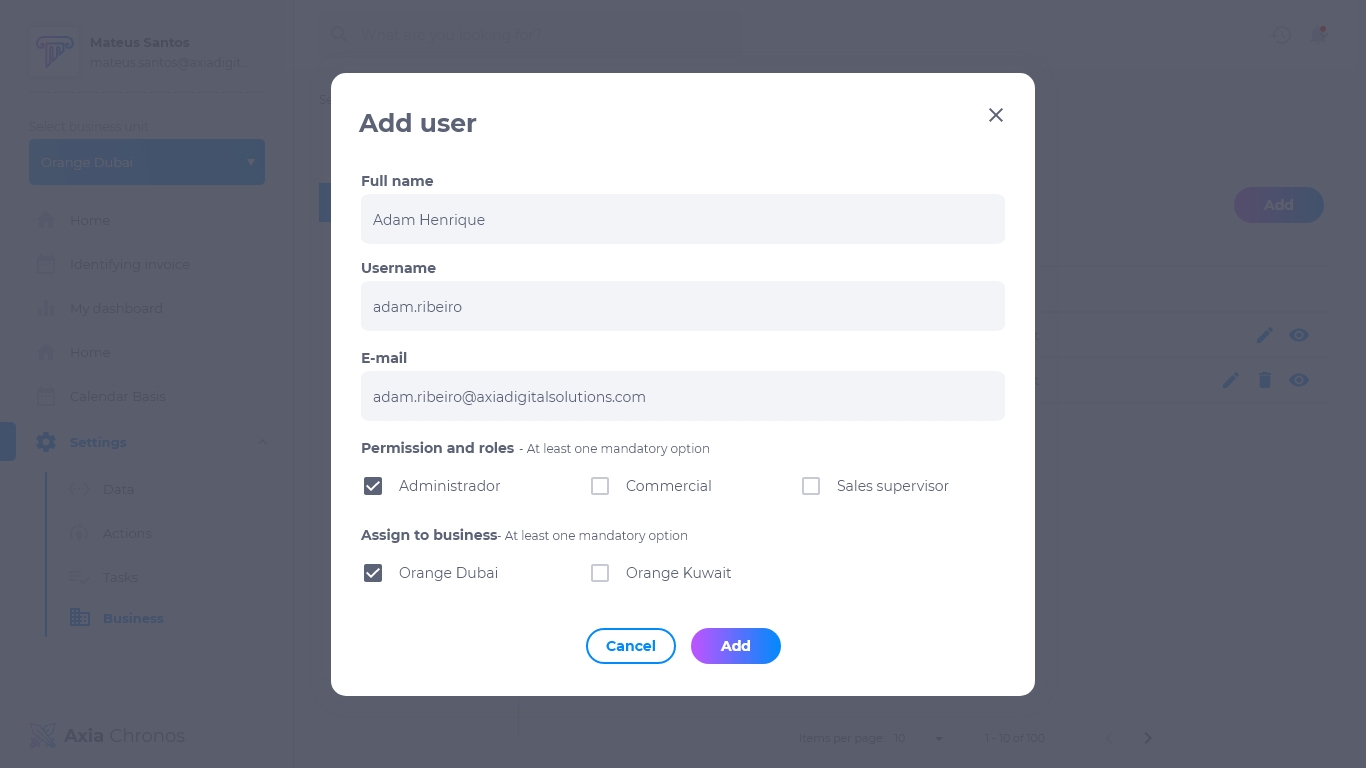 Mateus Santos
mateus.santos@axiadigit...
What are you looking for?
Select business unit
Orange Dubai
Home
Identifying invoice
My dashboard
Home
Calendar Basis
Settings
Data
Actions
Tasks
Business
Axia Chronos
Add
Add user
Full name
Adam Henrique
Username
adam.ribeiro
E-mail
adam.ribeiro@axiadigitalsolutions.com
Permission and roles - At least one mandatory option
Administrador Commercial Sales supervisor
Assign to business- At least one mandatory option
Orange Dubai Orange Kuwait
Cancel Add
Items per page: 10 1 - 10 of 100